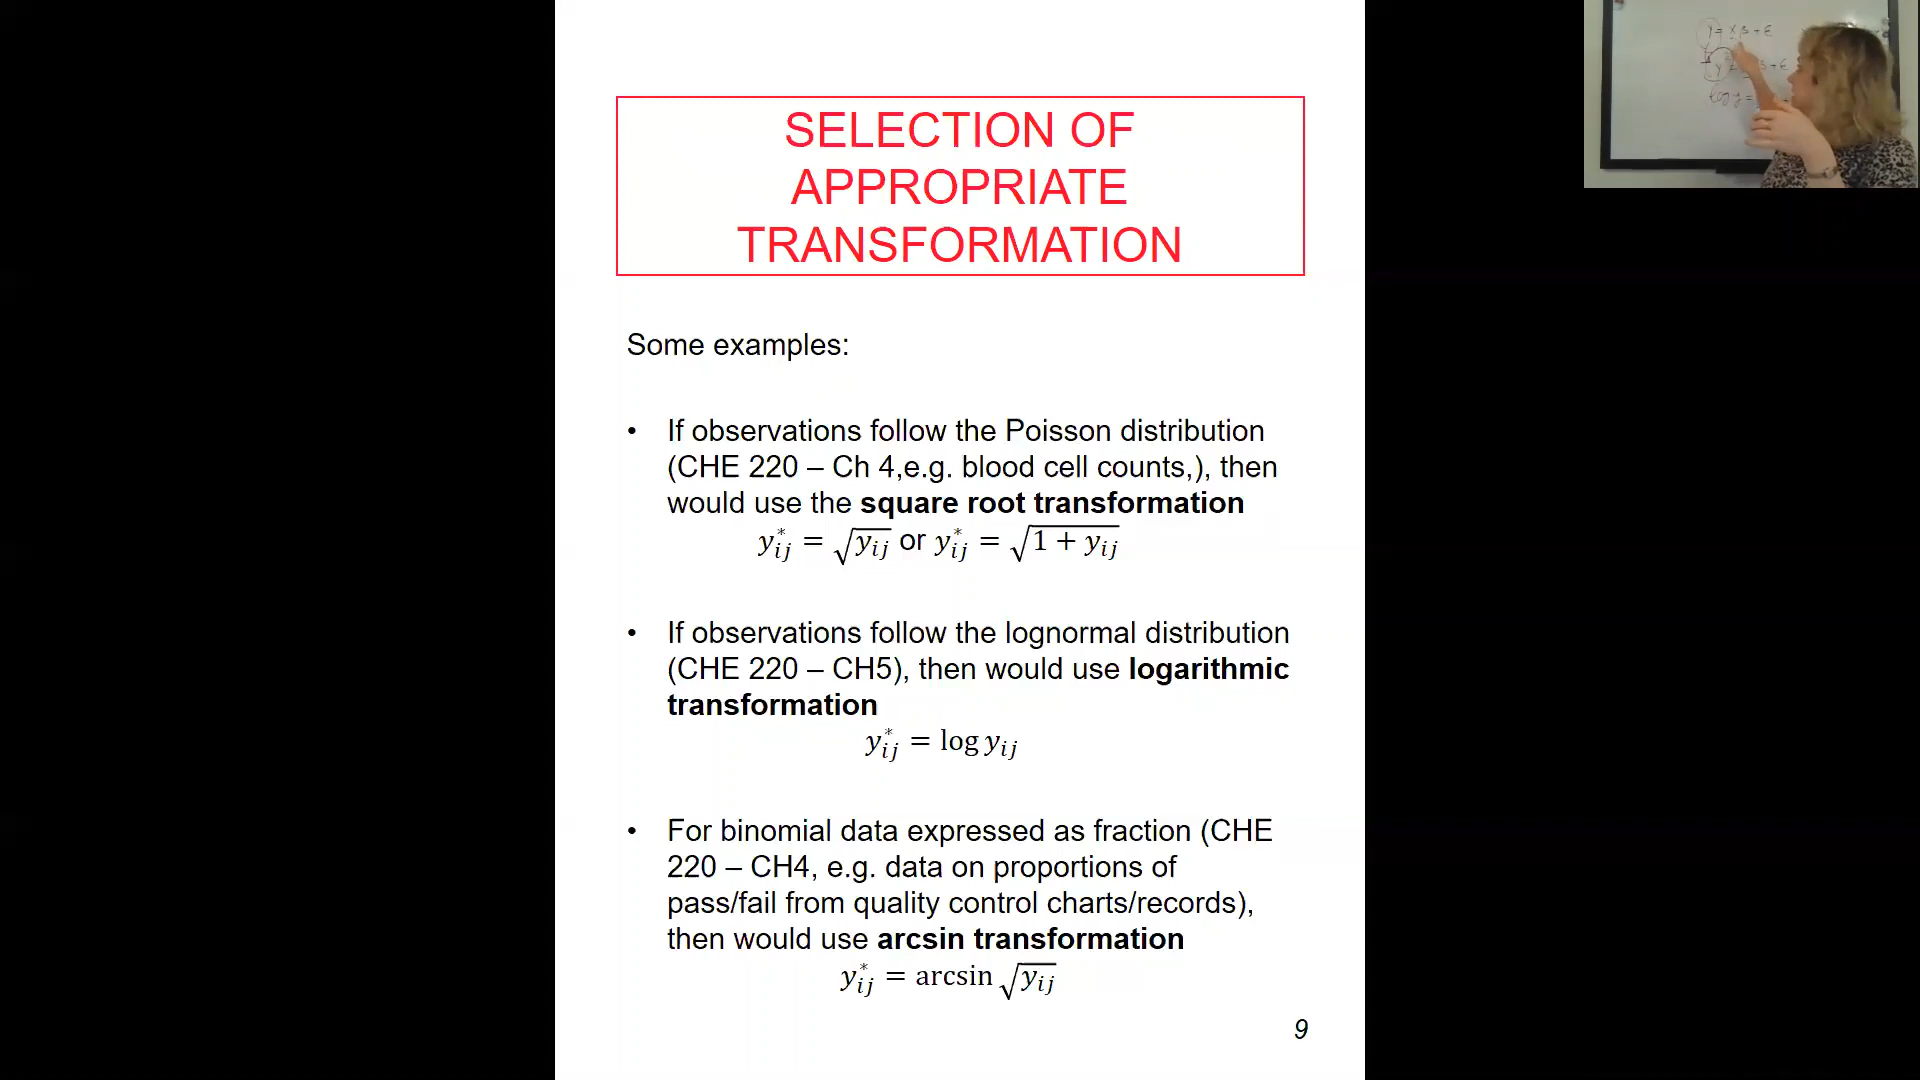 SELECTION OF
APPROPRIATE
TRANSFORMATION
Some examples:
• If observations follow the Poisson distribution
(CHE 220 – Ch 4,e.g. blood cell counts,), then
would use the square root transformation
y*ij = √yij or y*ij = √1 + yij
• If observations follow the lognormal distribution
(CHE 220 – CH5), then would use logarithmic
transformation
y*ij = log yij
• For binomial data expressed as fraction (CHE
220 – CH4, e.g. data on proportions of
pass/fail from quality control charts/records),
then would use arcsin transformation
y*ij = arcsin √yij
9
y = xβ + ε
log y =